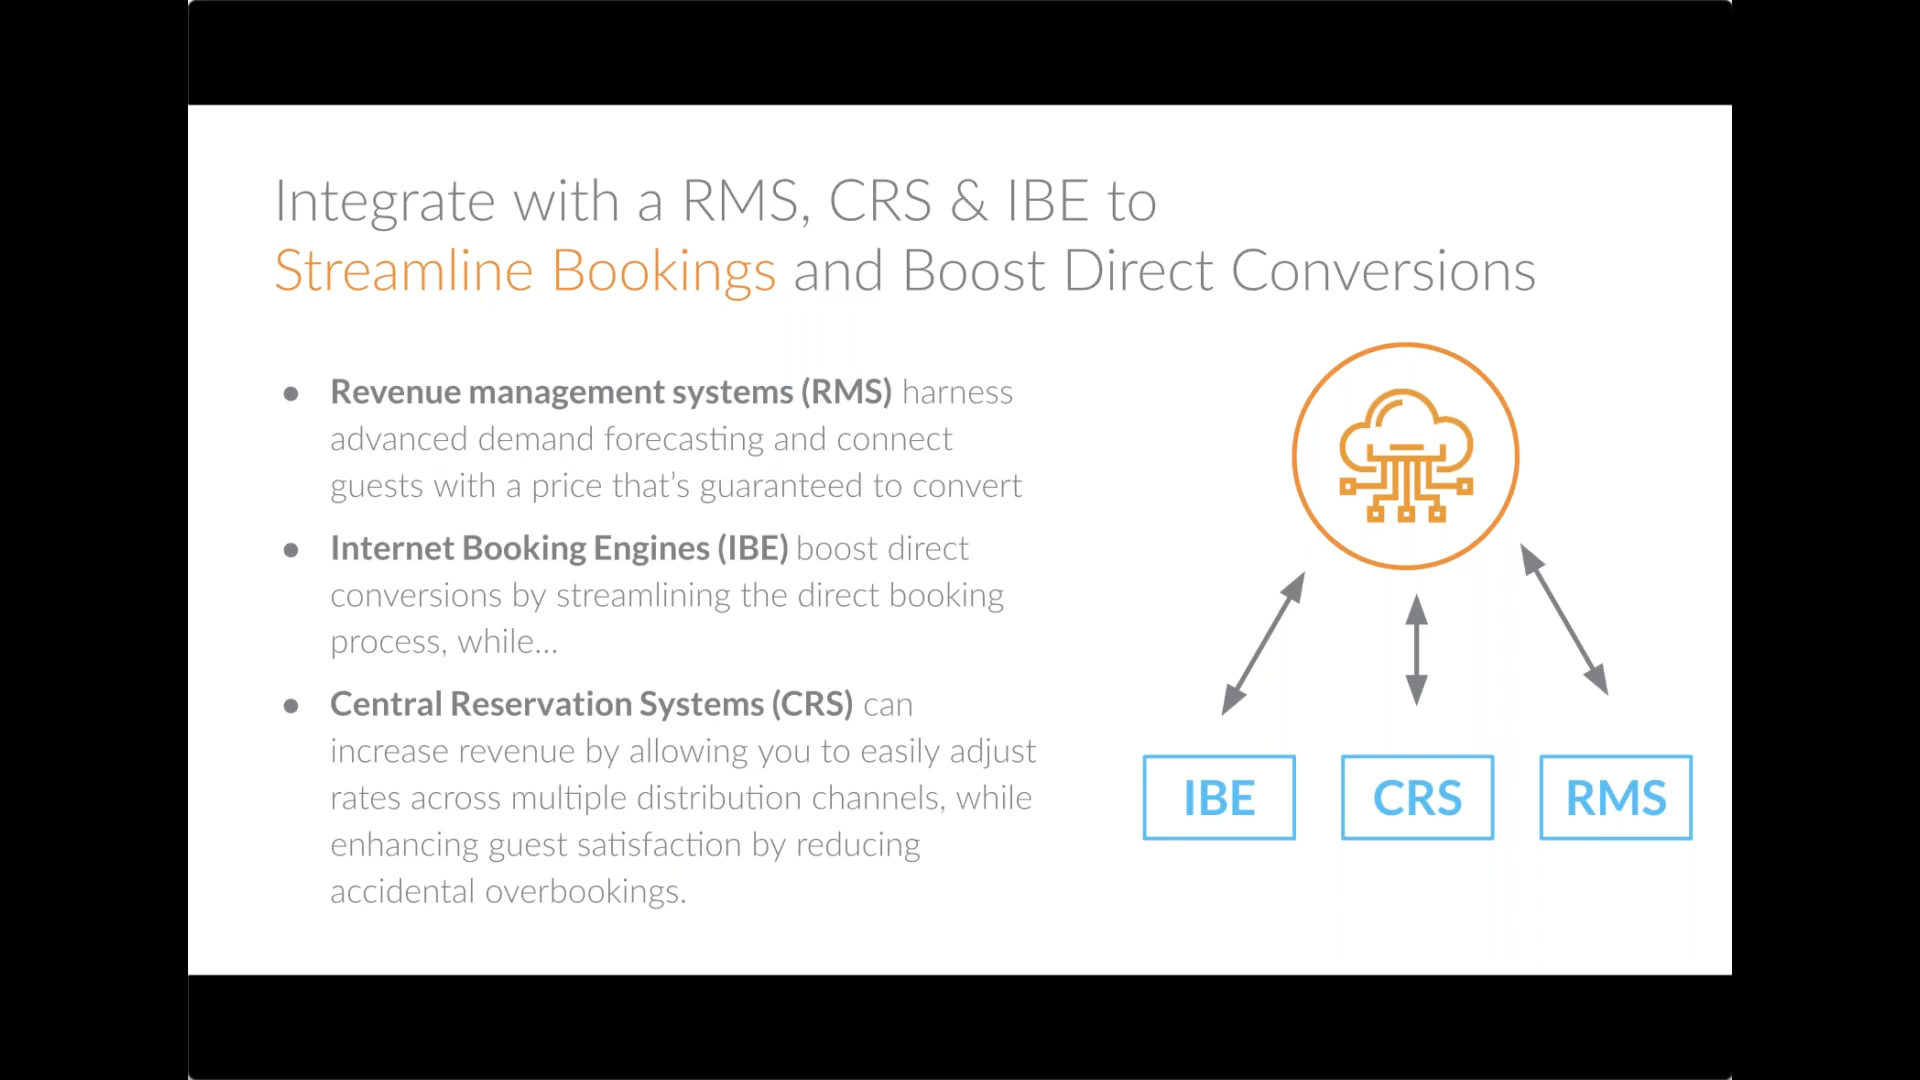 Integrate with a RMS, CRS & IBE to
Streamline Bookings and Boost Direct Conversions
● Revenue management systems (RMS) harness
advanced demand forecasting and connect
guests with a price that's guaranteed to convert
● Internet Booking Engines (IBE) boost direct
conversions by streamlining the direct booking
process, while...
● Central Reservation Systems (CRS) can
increase revenue by allowing you to easily adjust
rates across multiple distribution channels, while
enhancing guest satisfaction by reducing
accidental overbookings.
IBE CRS RMS